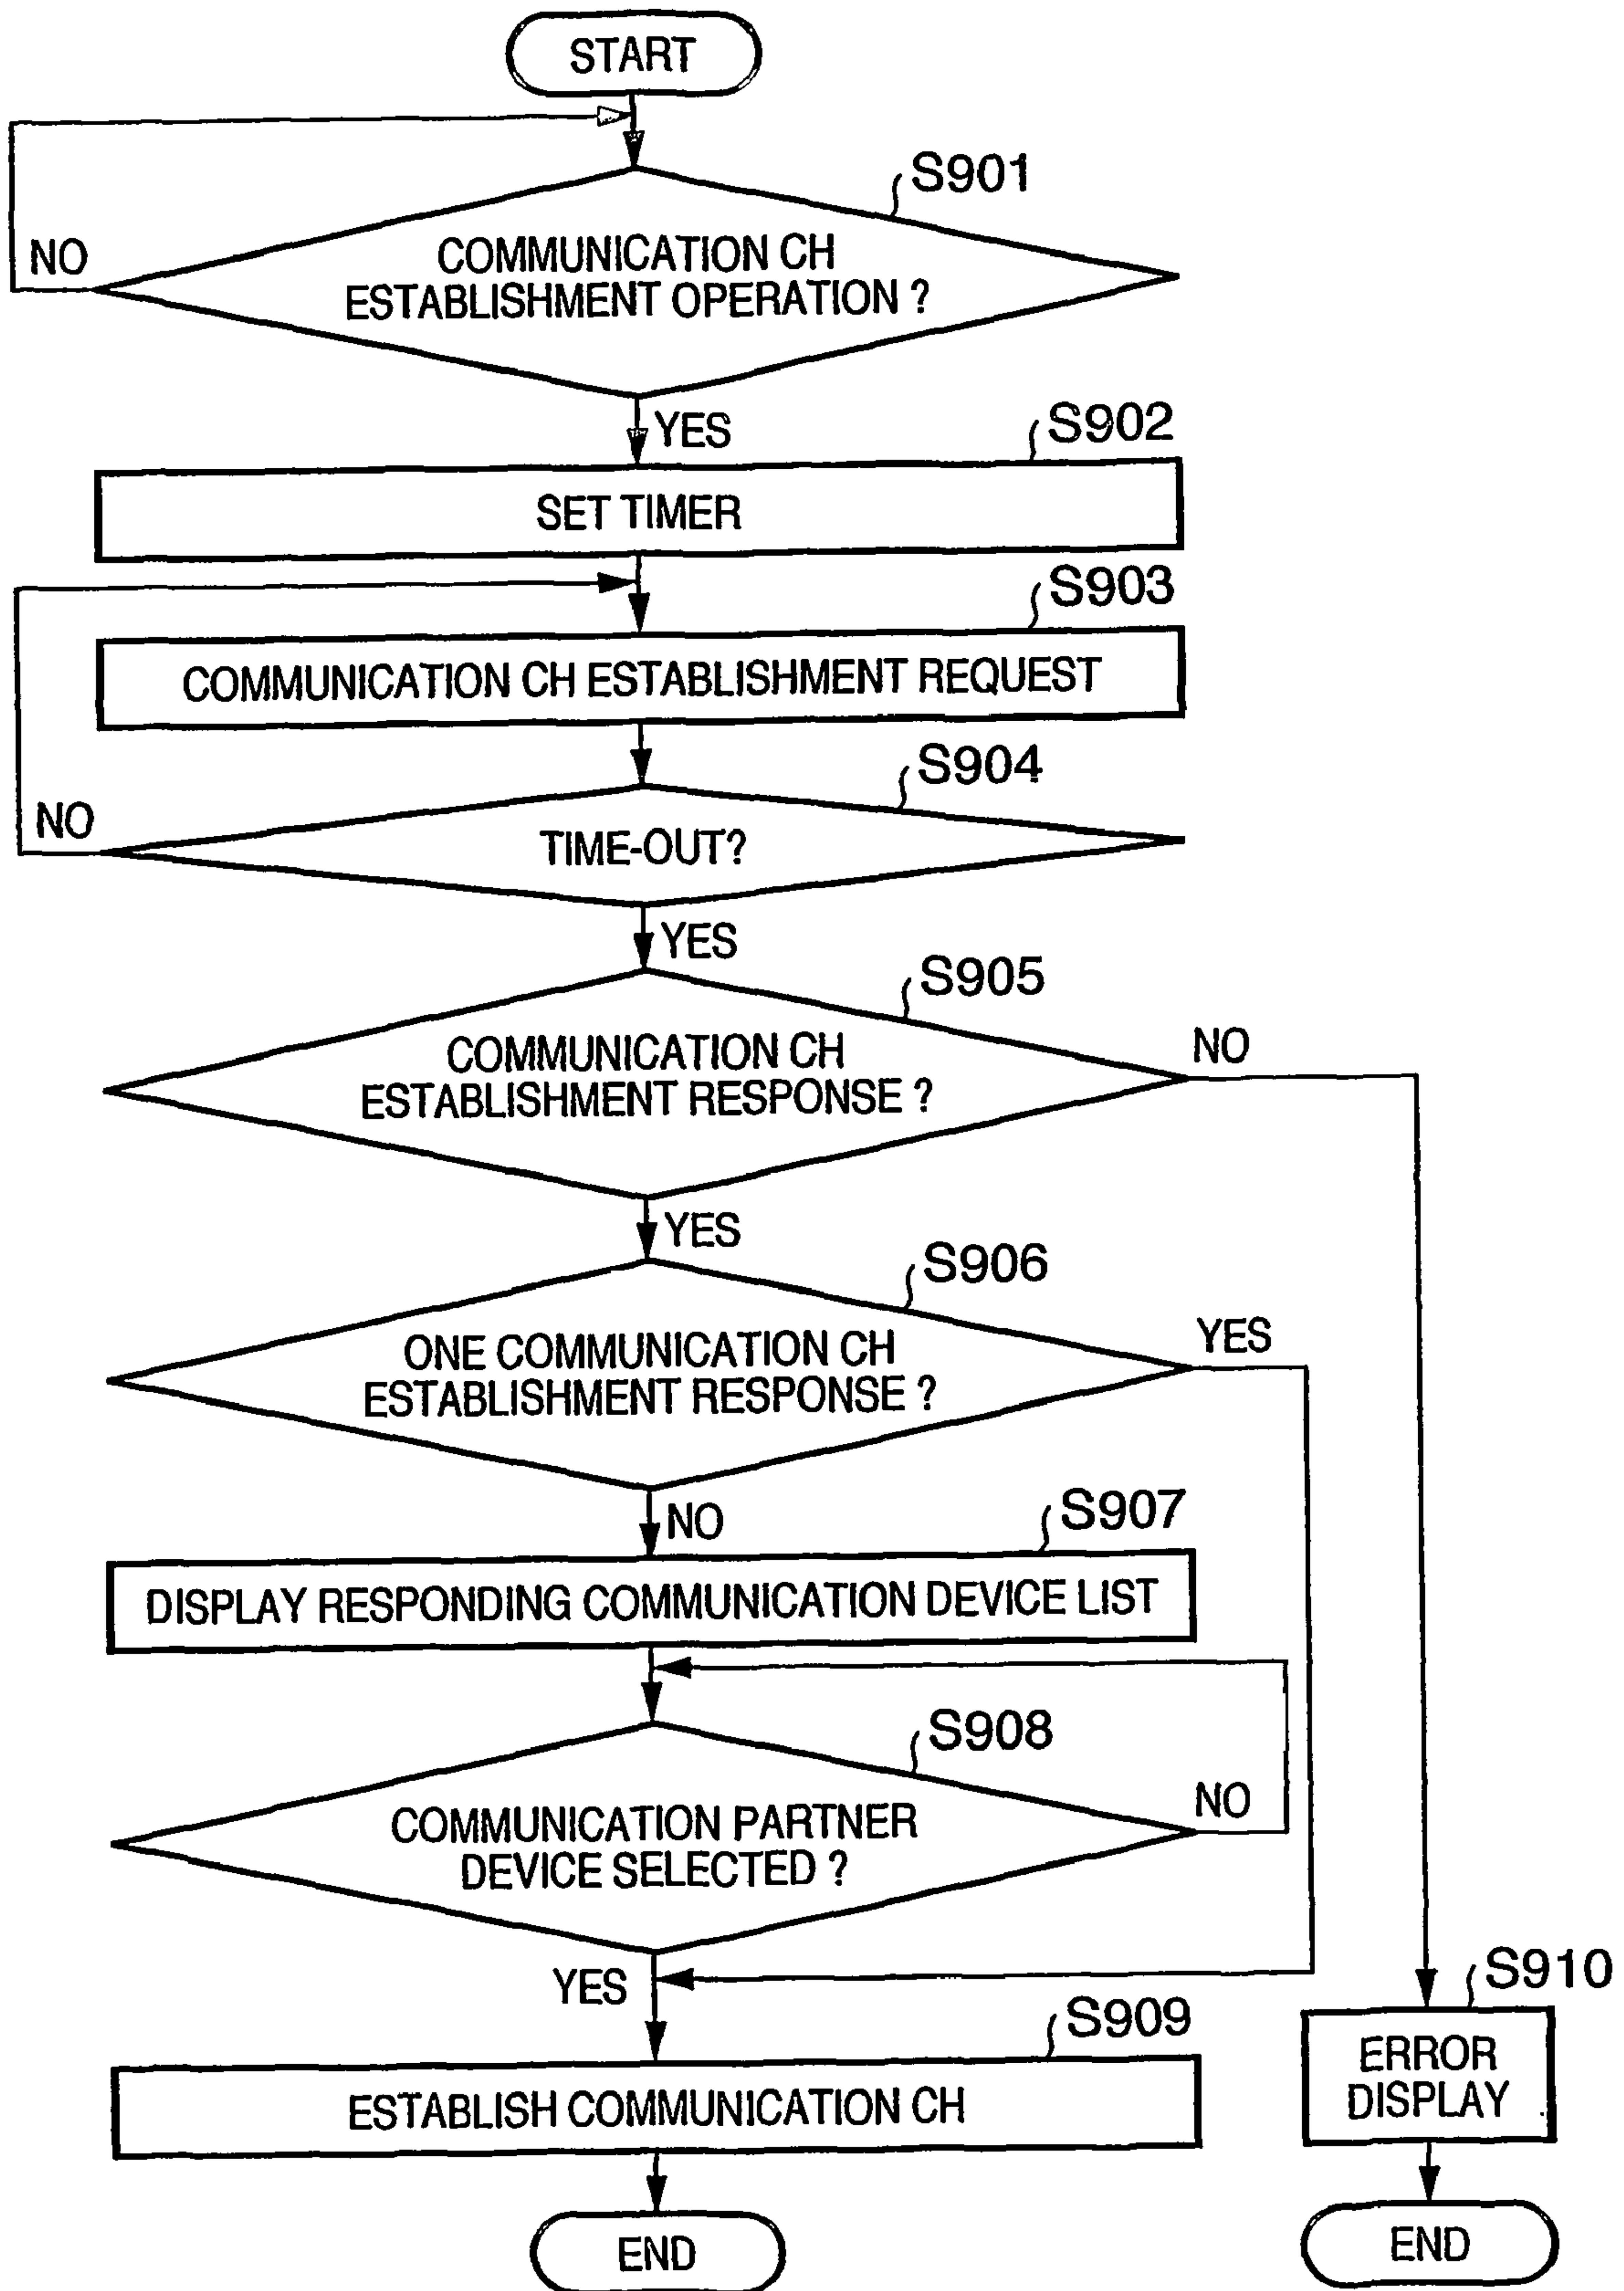 START
S901
NO
COMMUNICATION CH
ESTABLISHMENT OPERATION ?
YES
S902
SET TIMER
S903
COMMUNICATION CH ESTABLISHMENT REQUEST
S904
NO
TIME-OUT?
YES
S905
NO
COMMUNICATION CH
ESTABLISHMENT RESPONSE ?
YES
S906
YES
ONE COMMUNICATION CH
ESTABLISHMENT RESPONSE ?
NO
S907
DISPLAY RESPONDING COMMUNICATION DEVICE LIST
S908
NO
COMMUNICATION PARTNER
DEVICE SELECTED ?
YES
S909
ESTABLISH COMMUNICATION CH
END
S910
ERROR
DISPLAY
END